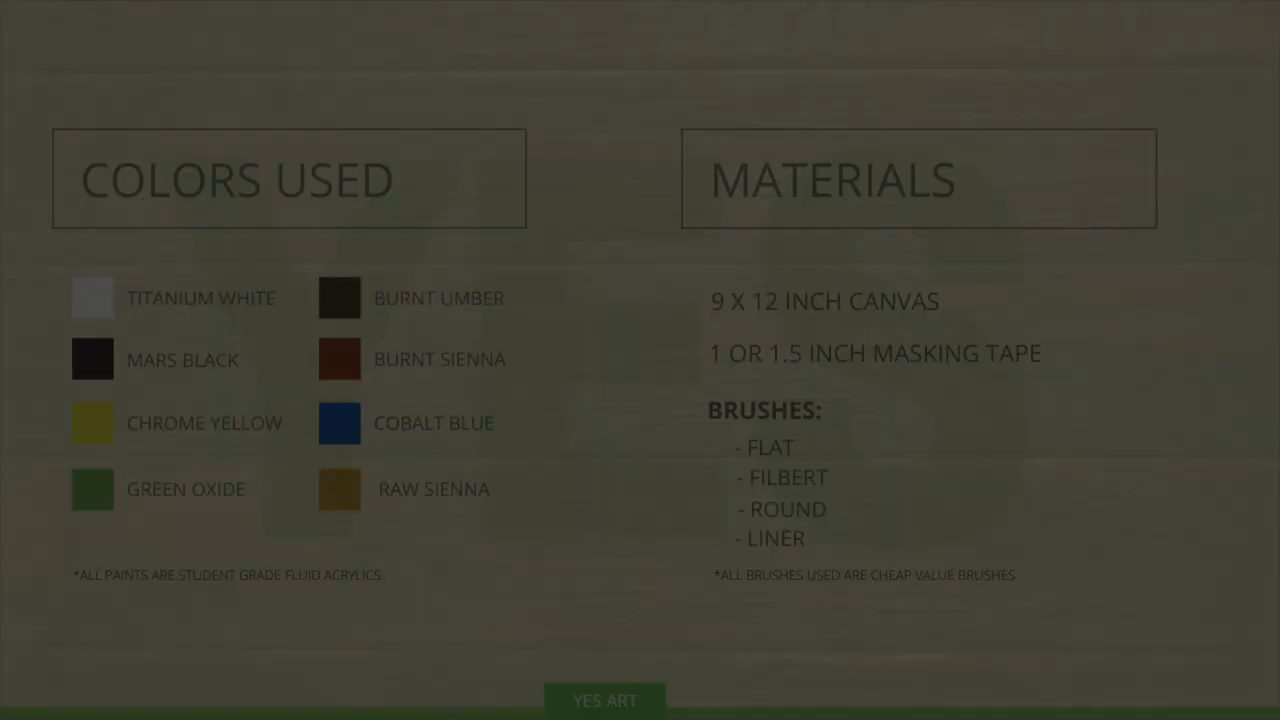 COLORS USED
TITANIUM WHITE
MARS BLACK
CHROME YELLOW
GREEN OXIDE
BURNT UMBER
BURNT SIENNA
COBALT BLUE
RAW SIENNA
*ALL PAINTS ARE STUDENT GRADE FLUID ACRYLICS
MATERIALS
9 X 12 INCH CANVAS
1 OR 1.5 INCH MASKING TAPE
BRUSHES:
- FLAT
- FILBERT
- ROUND
- LINER
*ALL BRUSHES USED ARE CHEAP VALUE BRUSHES
YES ART